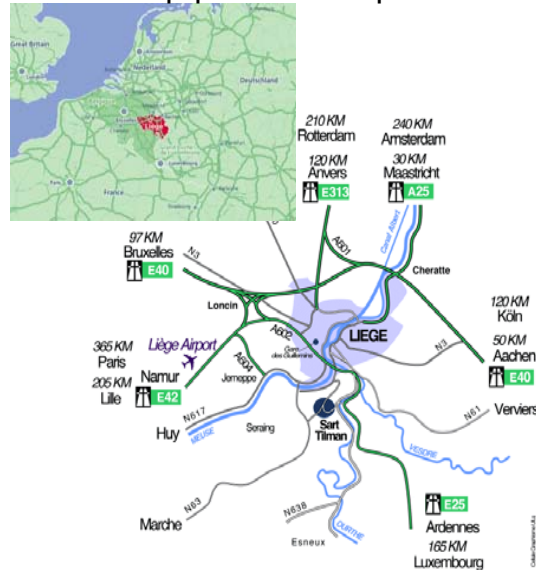 Great Britain
Nederland
Deutschland
Liège
Luxembourg
Paris
France
210 KM
Rotterdam
120 KM
Anvers
E313
240 KM
Amsterdam
30 KM
Maastricht
A25
97 KM
Bruxelles
E40
N3
A601
Canal Albert
Cheratte
Loncin
A602
LIEGE
Gare
des Guillemins
120 KM
Köln
50 KM
Aachen
E40
N3
365 KM
Paris
Liège Airport
205 KM
Lille
Namur
E42
A604
Jemeppe
N617
Huy
MEUSE
Seraing
Sart
Tilman
N61
Verviers
VESDRE
N63
Marche
N638
Esneux
OURTHE
E25
Ardennes
165 KM
Luxembourg